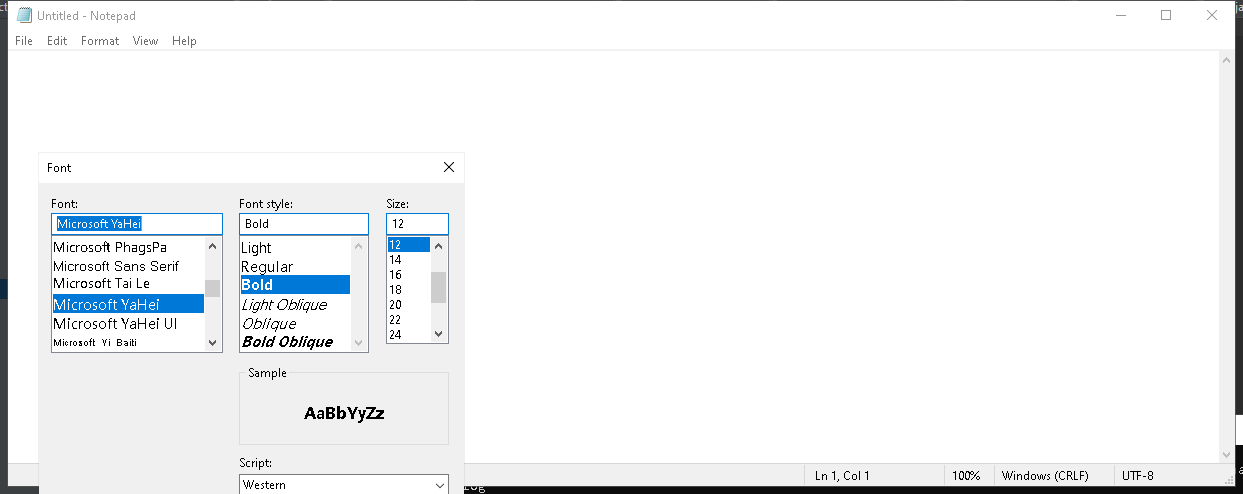 Untitled - Notepad
File Edit Format View Help
Font
Font: Font style: Size:
Microsoft YaHei Bold 12
Microsoft PhagsPa Light 12
Microsoft Sans Serif Regular 14
Microsoft Tai Le Bold 16
Microsoft YaHei Light Oblique 18
Microsoft YaHei UI Oblique 20
Microsoft Yi Baiti Bold Oblique 22
24
Sample
AaBbYyZz
Script:
Western
Ln 1, Col 1 100% Windows (CRLF) UTF-8